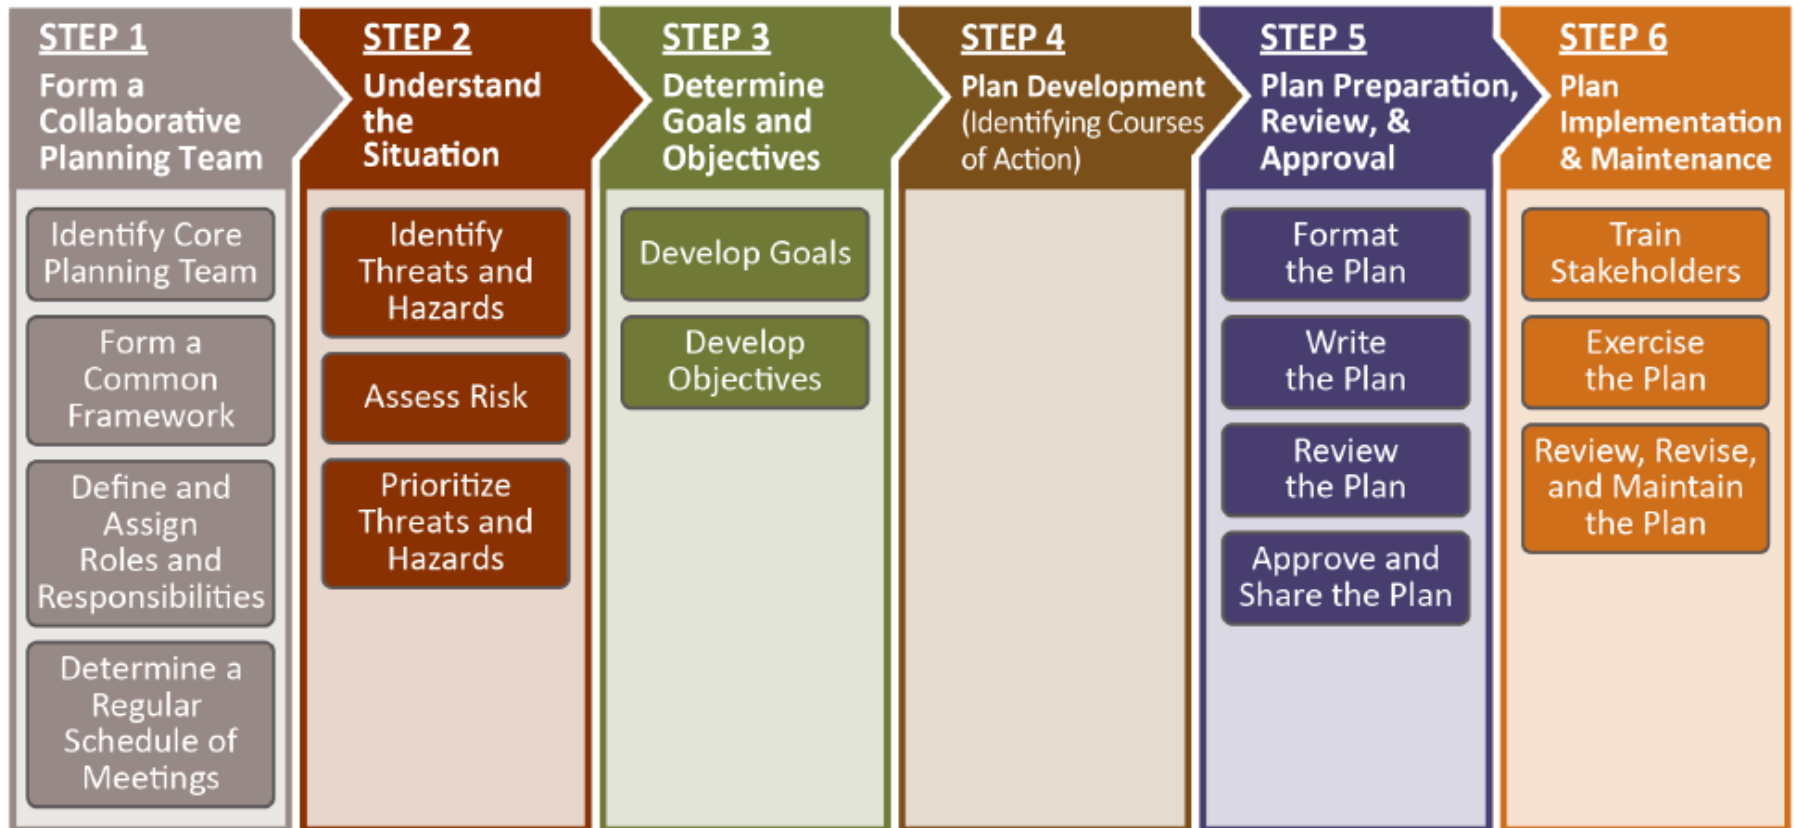 STEP 1
Form a
Collaborative
Planning Team
Identify Core
Planning Team
Form a
Common
Framework
Define and
Assign
Roles and
Responsibilities
Determine a
Regular
Schedule of
Meetings
STEP 2
Understand
the
Situation
Identify
Threats and
Hazards
Assess Risk
Prioritize
Threats and
Hazards
STEP 3
Determine
Goals and
Objectives
Develop Goals
Develop
Objectives
STEP 4
Plan Development
(Identifying Courses
of Action)
STEP 5
Plan Preparation,
Review, &
Approval
Format
the Plan
Write
the Plan
Review
the Plan
Approve and
Share the Plan
STEP 6
Plan
Implementation
& Maintenance
Train
Stakeholders
Exercise
the Plan
Review, Revise,
and Maintain
the Plan